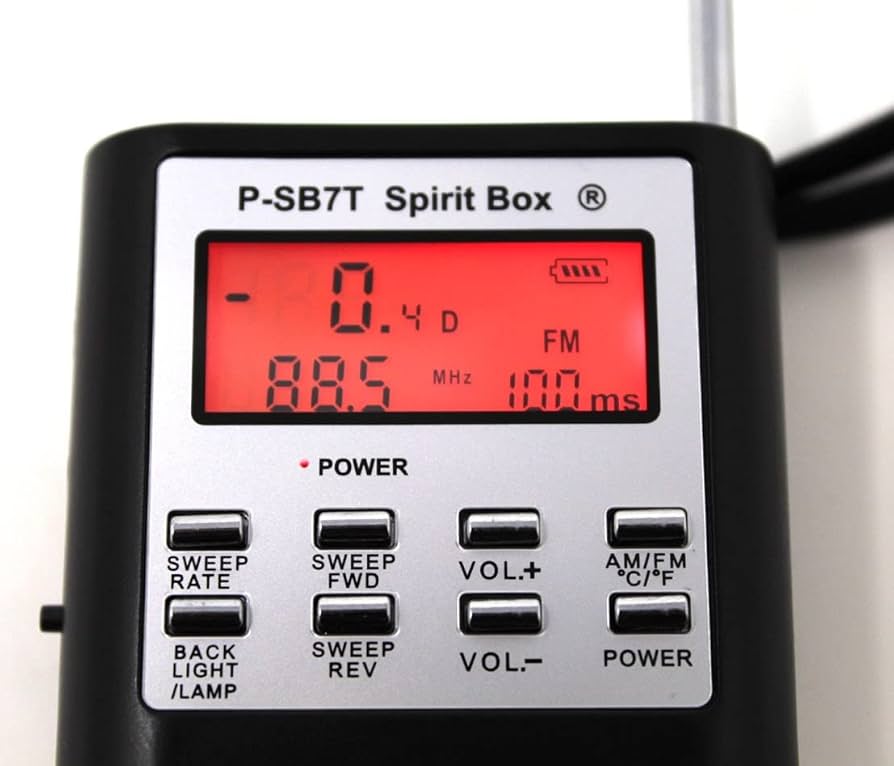 P-SB7T Spirit Box ®
- 0.4 D
FM
88.5 MHz 100 ms
POWER
SWEEP RATE
SWEEP FWD
VOL.+
AM/FM
°C/°F
BACK
LIGHT
/LAMP
SWEEP
REV
VOL.-
POWER